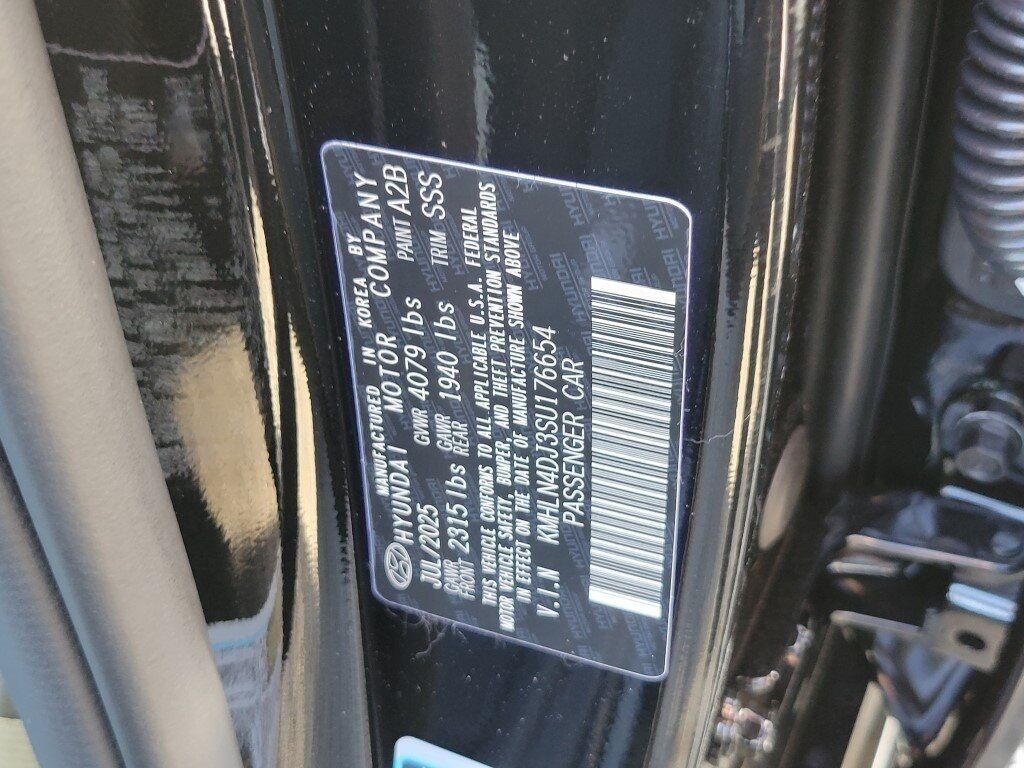 MANUFACTURED IN KOREA BY
HYUNDAI MOTOR COMPANY
JUL/2025 GVWR 4079 lbs PAINT A2B
GAWR FRONT 2315 lbs GAWR REAR 1940 lbs TRIM SSS
THIS VEHICLE CONFORMS TO ALL APPLICABLE U.S.A. FEDERAL
MOTOR VEHICLE SAFETY, BUMPER, AND THEFT PREVENTION STANDARDS
IN EFFECT ON THE DATE OF MANUFACTURE SHOWN ABOVE.
V.I.N KMHLN4DJ3SU176654
PASSENGER CAR